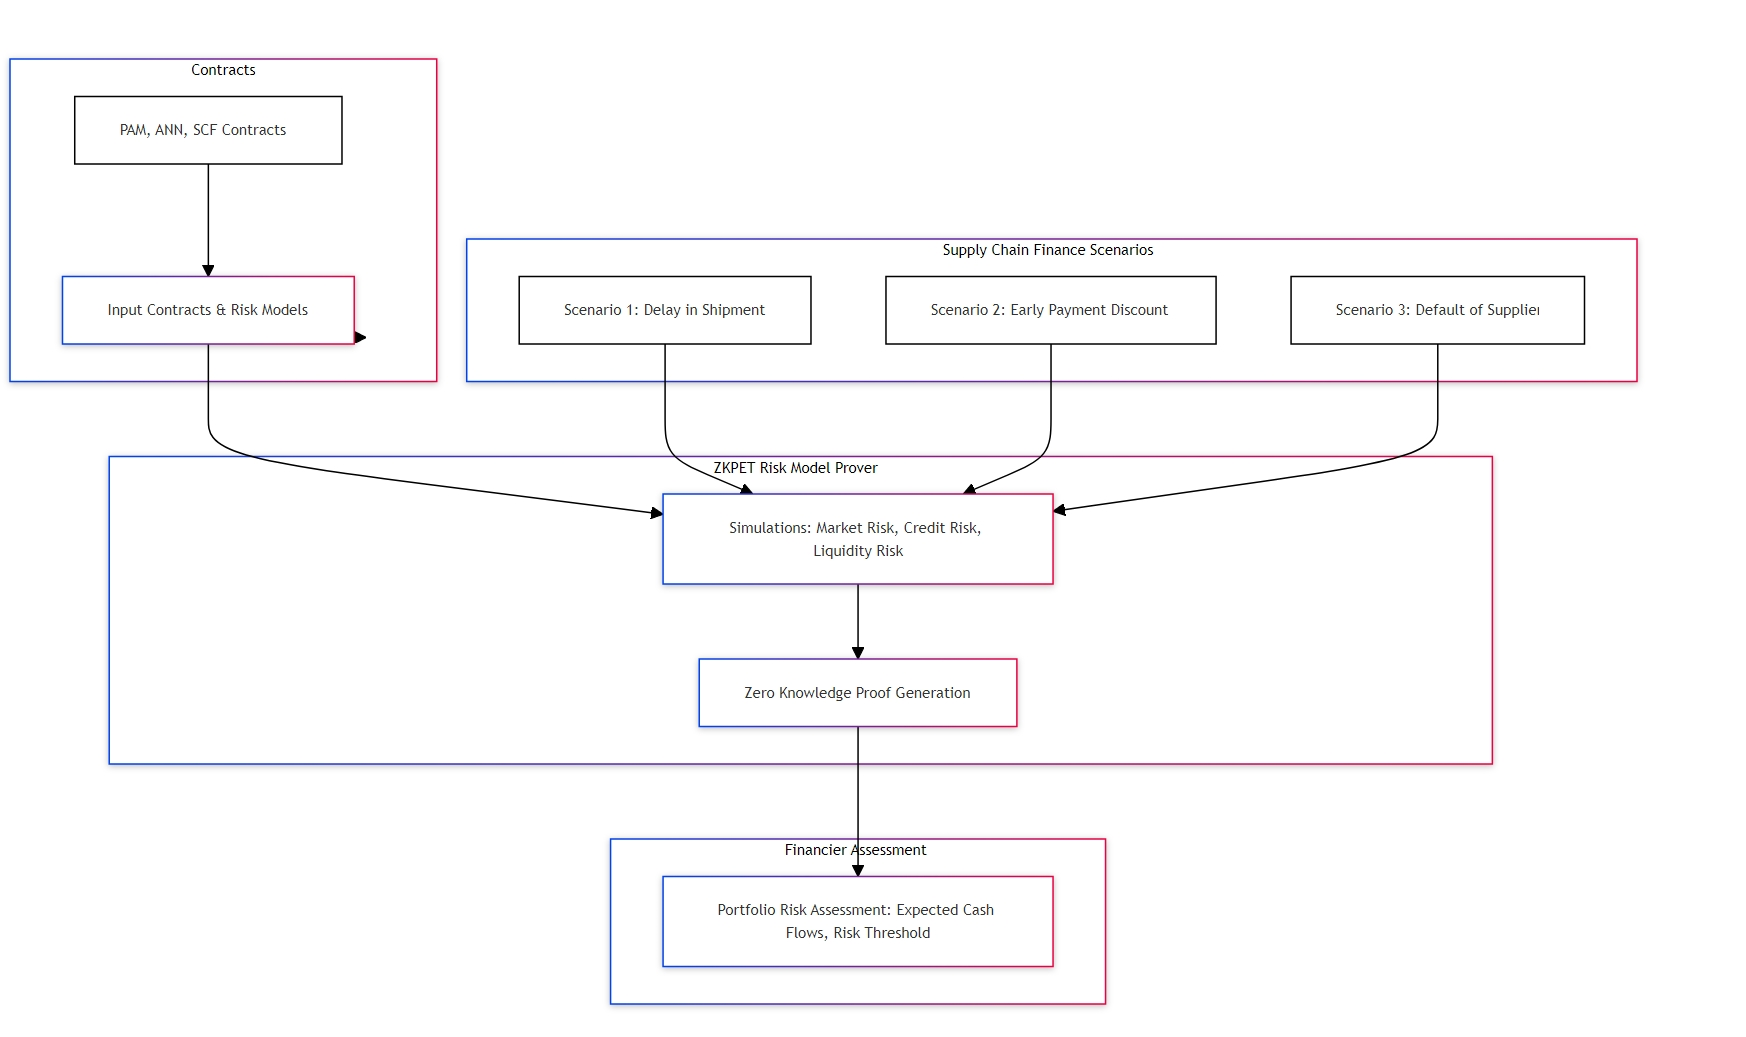 Contracts
PAM, ANN, SCF Contracts
Input Contracts & Risk Models
Supply Chain Finance Scenarios
Scenario 1: Delay in Shipment
Scenario 2: Early Payment Discount
Scenario 3: Default of Supplier
ZKPET Risk Model Prover
Simulations: Market Risk, Credit Risk,
Liquidity Risk
Zero Knowledge Proof Generation
Financier Assessment
Portfolio Risk Assessment: Expected Cash
Flows, Risk Threshold